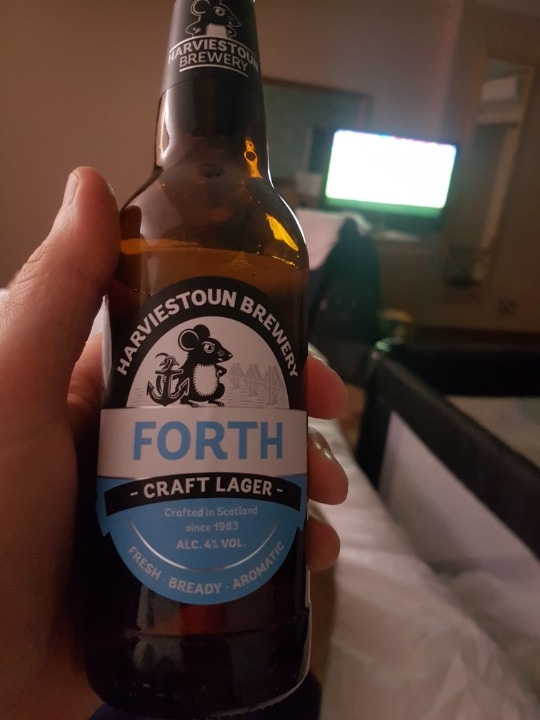 HARVIESTOUN
BREWERY
HARVIESTOUN BREWERY
FORTH
- CRAFT LAGER -
Crafted in Scotland
since 1983
ALC. 4% VOL.
FRESH · BREADY · AROMATIC